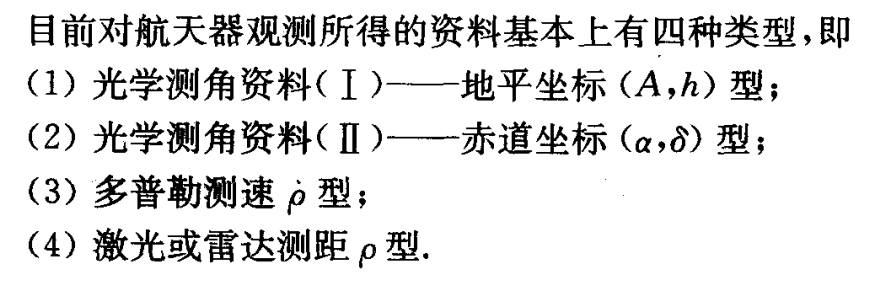 目前对航天器观测所得的资料基本上有四种类型,即
(1) 光学测角资料(Ⅰ)——地平坐标(A,h)型;
(2) 光学测角资料(Ⅱ)——赤道坐标(α,δ)型;
(3) 多普勒测速 ρ̇ 型;
(4) 激光或雷达测距 ρ 型.